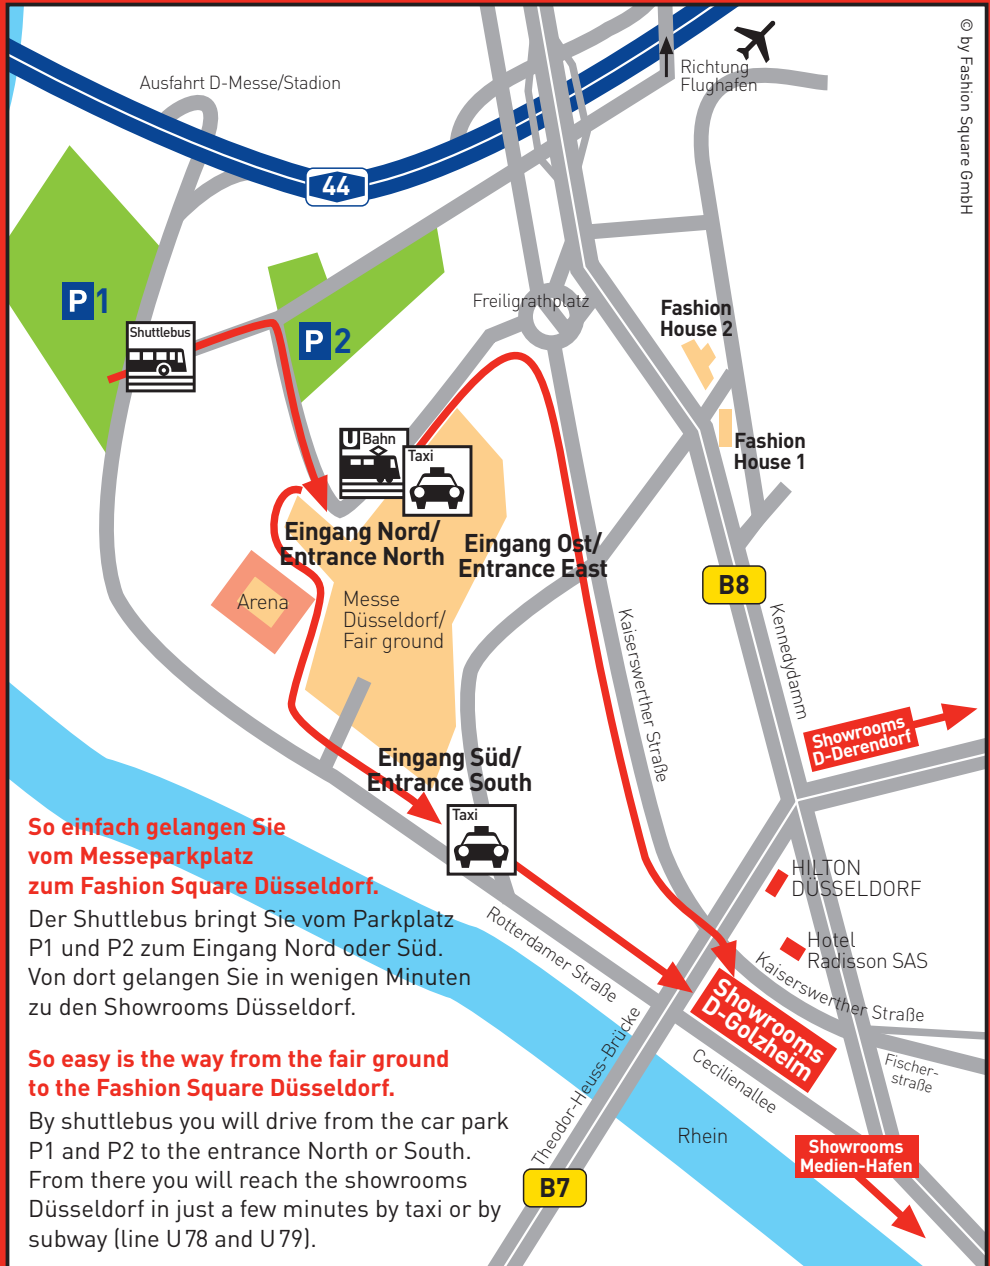 © by Fashion Square GmbH
Richtung
Flughafen
Ausfahrt D-Messe/Stadion
44
P 1
Shuttlebus
P 2
Freiligrathplatz
Fashion
House 2
Fashion
House 1
U Bahn
Taxi
Eingang Nord/
Entrance North
Eingang Ost/
Entrance East
Arena
Messe
Düsseldorf/
Fair ground
B8
Kaiserswerther Straße
Kennedydamm
Showrooms
D-Derendorf
Eingang Süd/
Entrance South
Taxi
HILTON
DÜSSELDORF
Hotel
Radisson SAS
Rotterdamer Straße
Kaiserswerther Straße
Showrooms
D-Golzheim
Theodor-Heuss-Brücke
Cecilienallee
Fischer-
straße
Rhein
Showrooms
Medien-Hafen
B7
So einfach gelangen Sie
vom Messeparkplatz
zum Fashion Square Düsseldorf.
Der Shuttlebus bringt Sie vom Parkplatz
P1 und P2 zum Eingang Nord oder Süd.
Von dort gelangen Sie in wenigen Minuten
zu den Showrooms Düsseldorf.
So easy is the way from the fair ground
to the Fashion Square Düsseldorf.
By shuttlebus you will drive from the car park
P1 and P2 to the entrance North or South.
From there you will reach the showrooms
Düsseldorf in just a few minutes by taxi or by
subway (line U78 and U79).